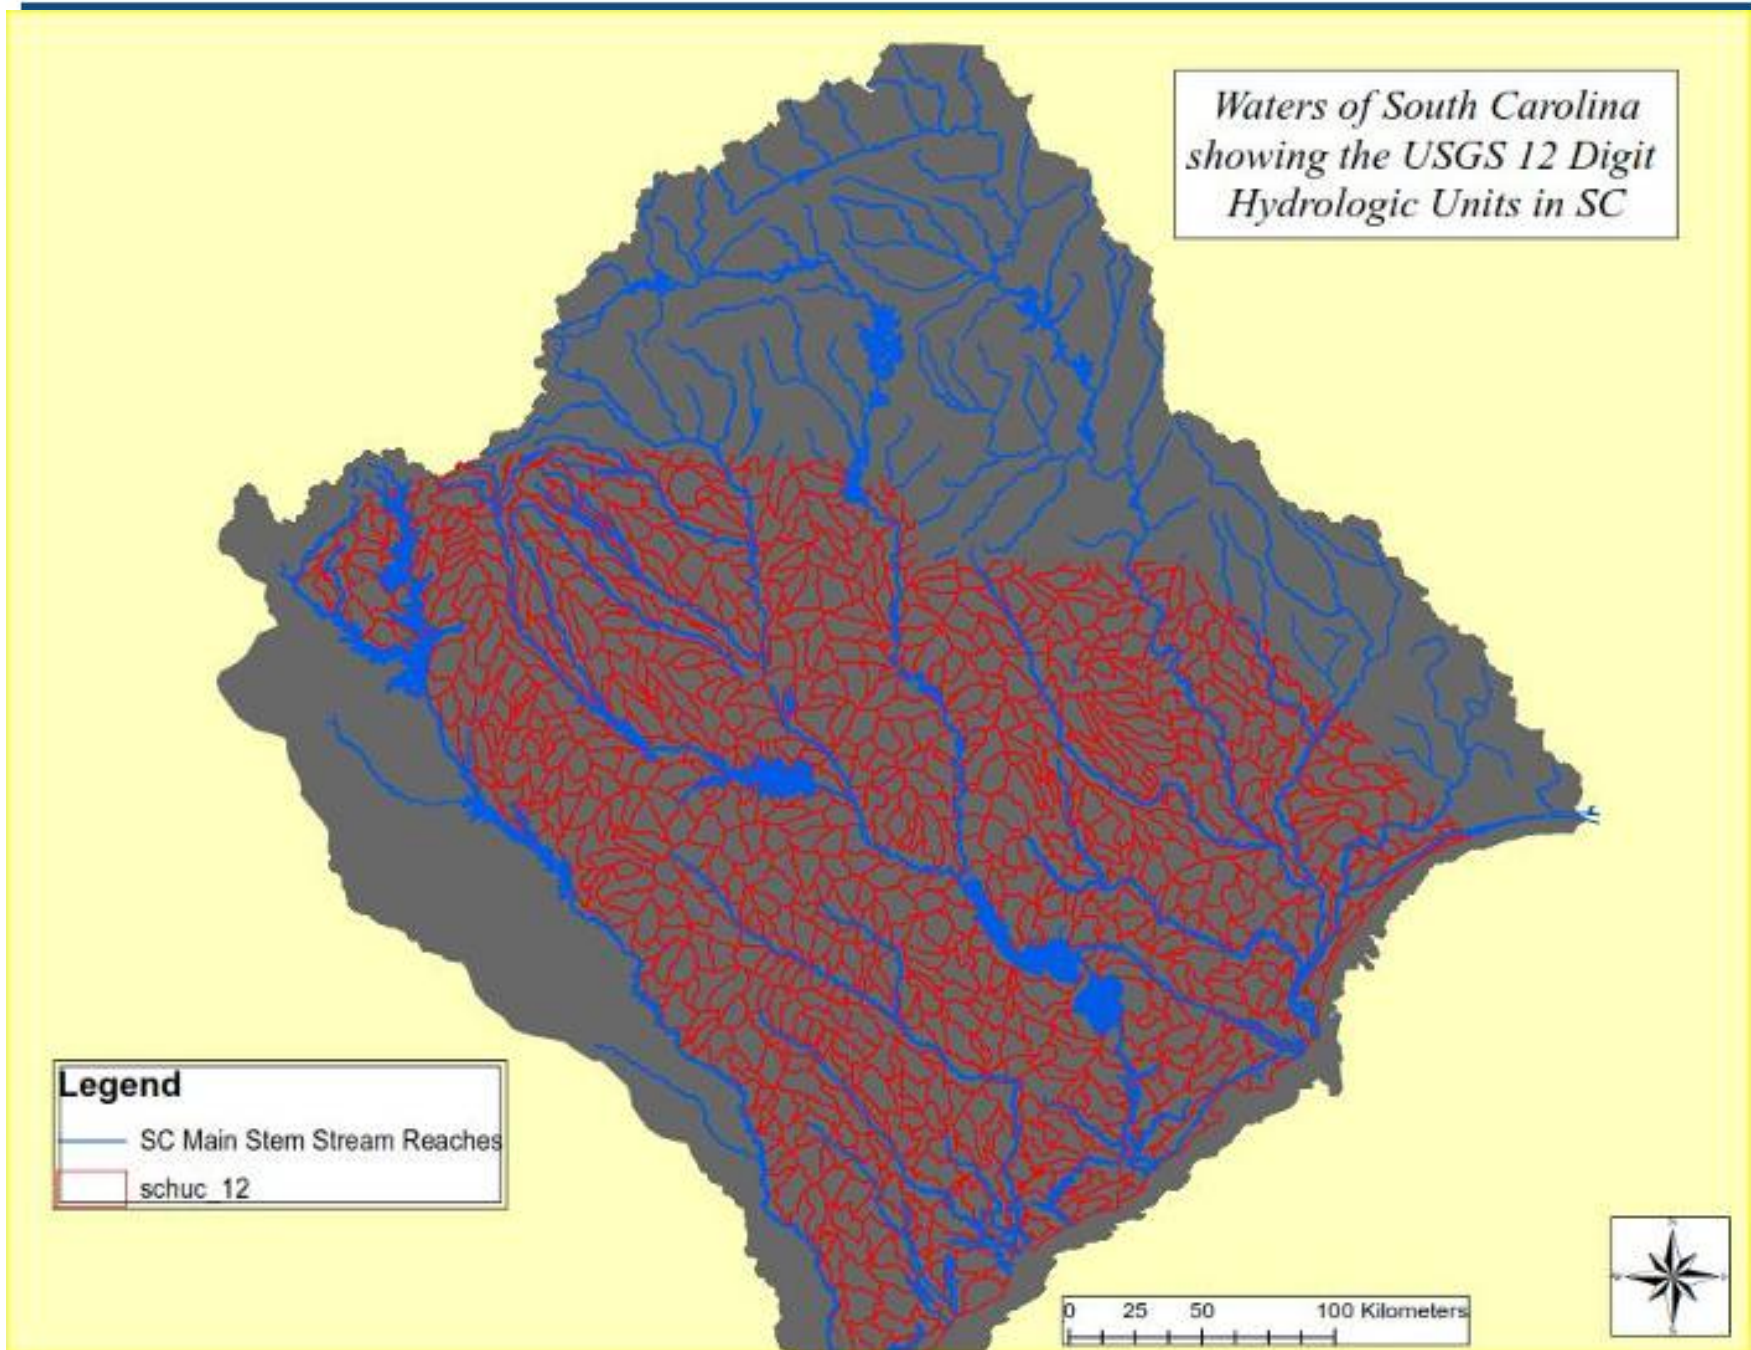 Waters of South Carolina
showing the USGS 12 Digit
Hydrologic Units in SC
Legend
SC Main Stem Stream Reaches
schuc_12
0 25 50 100 Kilometers